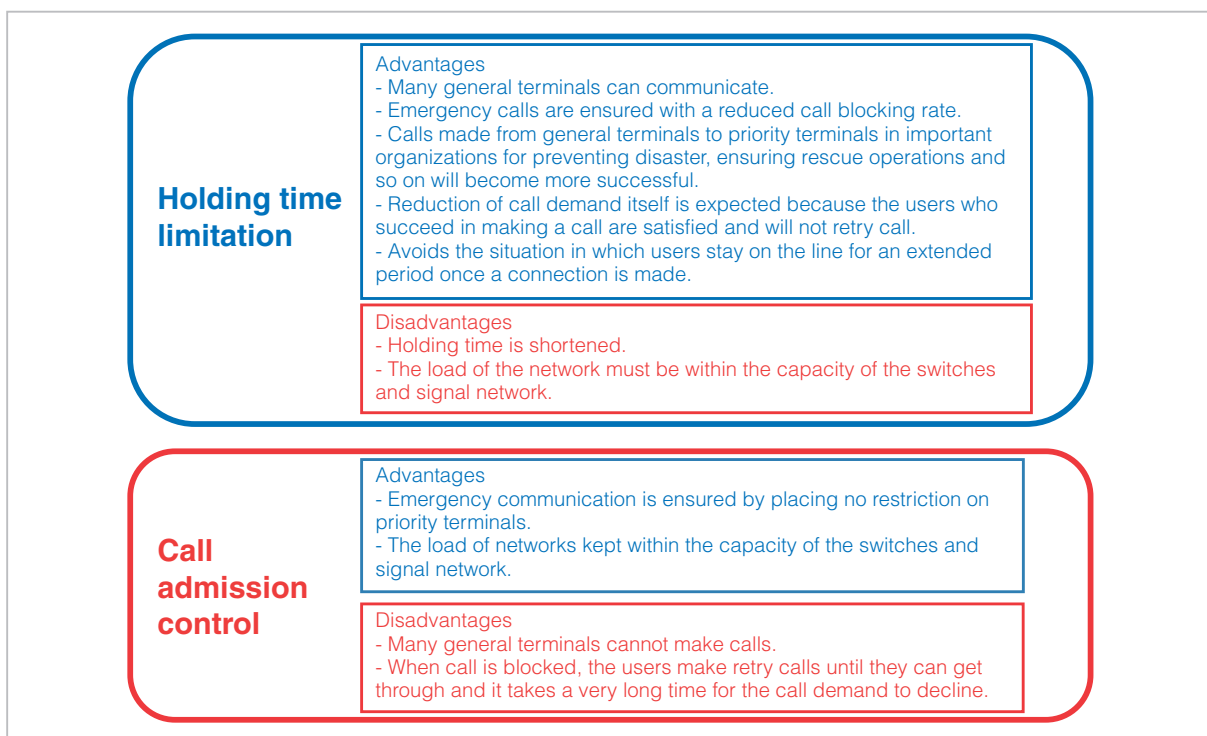 Holding time
limitation
Advantages
- Many general terminals can communicate.
- Emergency calls are ensured with a reduced call blocking rate.
- Calls made from general terminals to priority terminals in important
organizations for preventing disaster, ensuring rescue operations and
so on will become more successful.
- Reduction of call demand itself is expected because the users who
succeed in making a call are satisfied and will not retry call.
- Avoids the situation in which users stay on the line for an extended
period once a connection is made.
Disadvantages
- Holding time is shortened.
- The load of the network must be within the capacity of the switches
and signal network.
Call
admission
control
Advantages
- Emergency communication is ensured by placing no restriction on
priority terminals.
- The load of networks kept within the capacity of the switches and
signal network.
Disadvantages
- Many general terminals cannot make calls.
- When call is blocked, the users make retry calls until they can get
through and it takes a very long time for the call demand to decline.